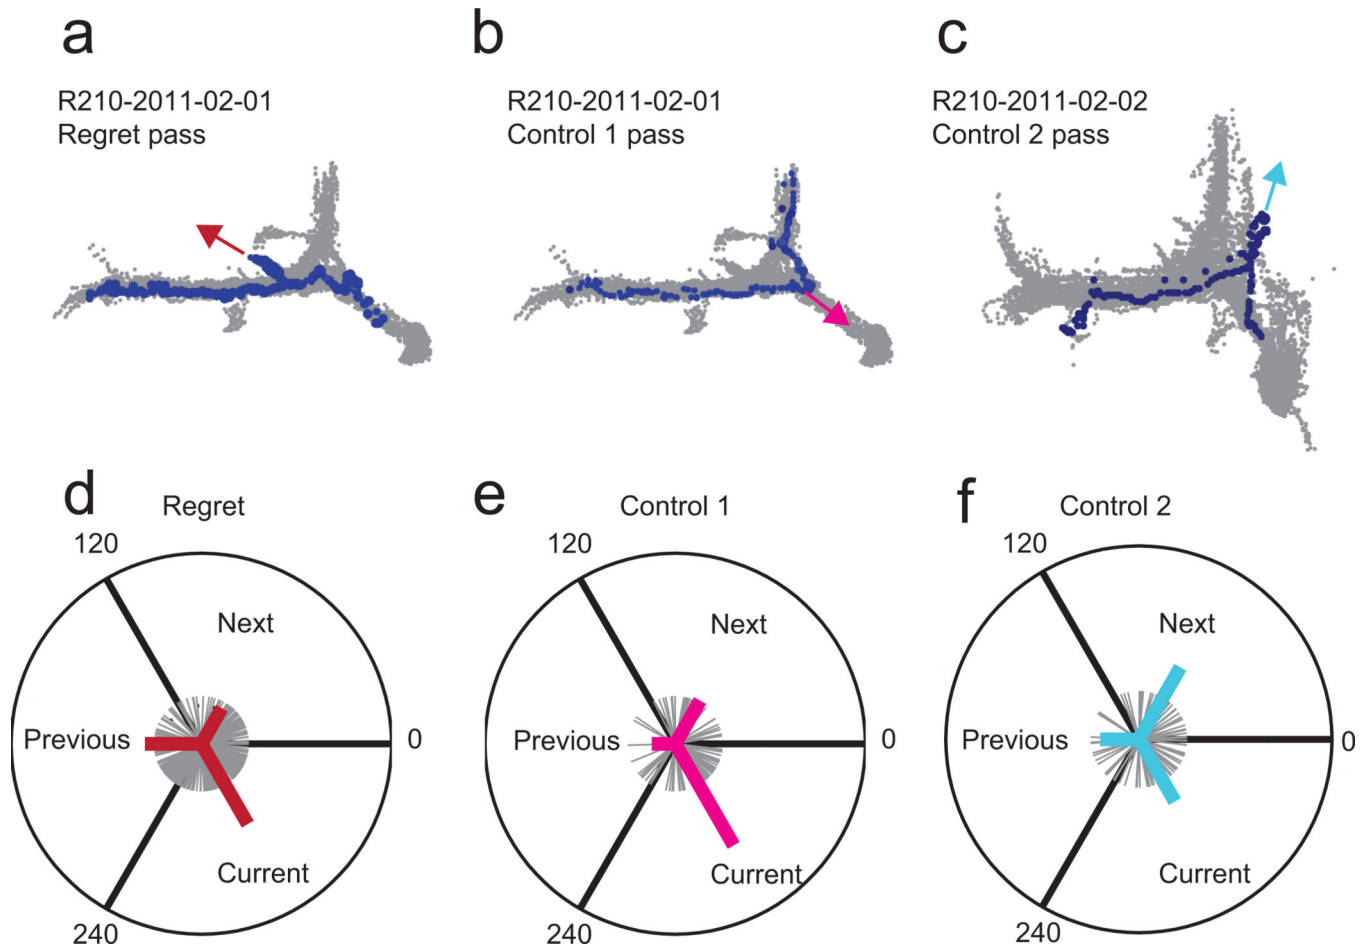 a
R210-2011-02-01
Regret pass
b
R210-2011-02-01
Control 1 pass
c
R210-2011-02-02
Control 2 pass
d
Regret
120
Next
Previous
0
Current
240
e
Control 1
120
Next
Previous
0
Current
240
f
Control 2
120
Next
Previous
0
Current
240